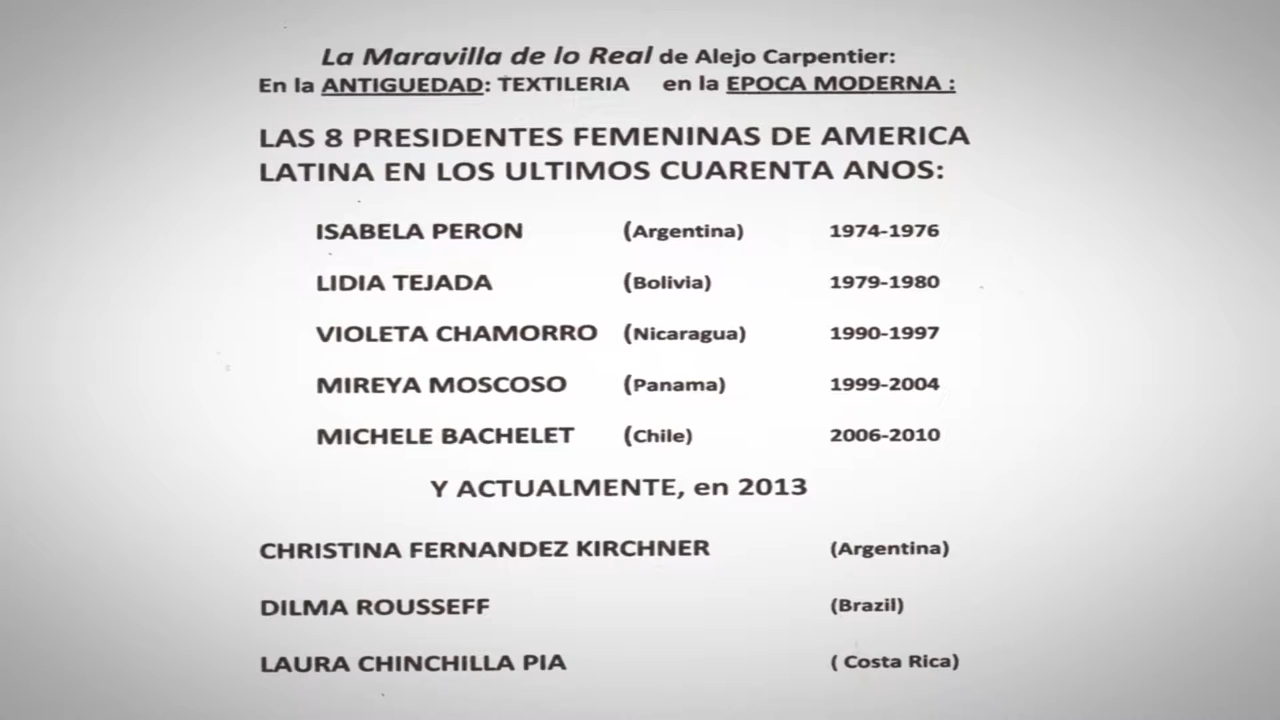 La Maravilla de lo Real de Alejo Carpentier:
En la ANTIGUEDAD: TEXTILERIA en la EPOCA MODERNA :
LAS 8 PRESIDENTES FEMENINAS DE AMERICA
LATINA EN LOS ULTIMOS CUARENTA ANOS:
ISABELA PERON (Argentina) 1974-1976
LIDIA TEJADA (Bolivia) 1979-1980
VIOLETA CHAMORRO (Nicaragua) 1990-1997
MIREYA MOSCOSO (Panama) 1999-2004
MICHELE BACHELET (Chile) 2006-2010
Y ACTUALMENTE, en 2013
CHRISTINA FERNANDEZ KIRCHNER (Argentina)
DILMA ROUSSEFF (Brazil)
LAURA CHINCHILLA PIA ( Costa Rica)